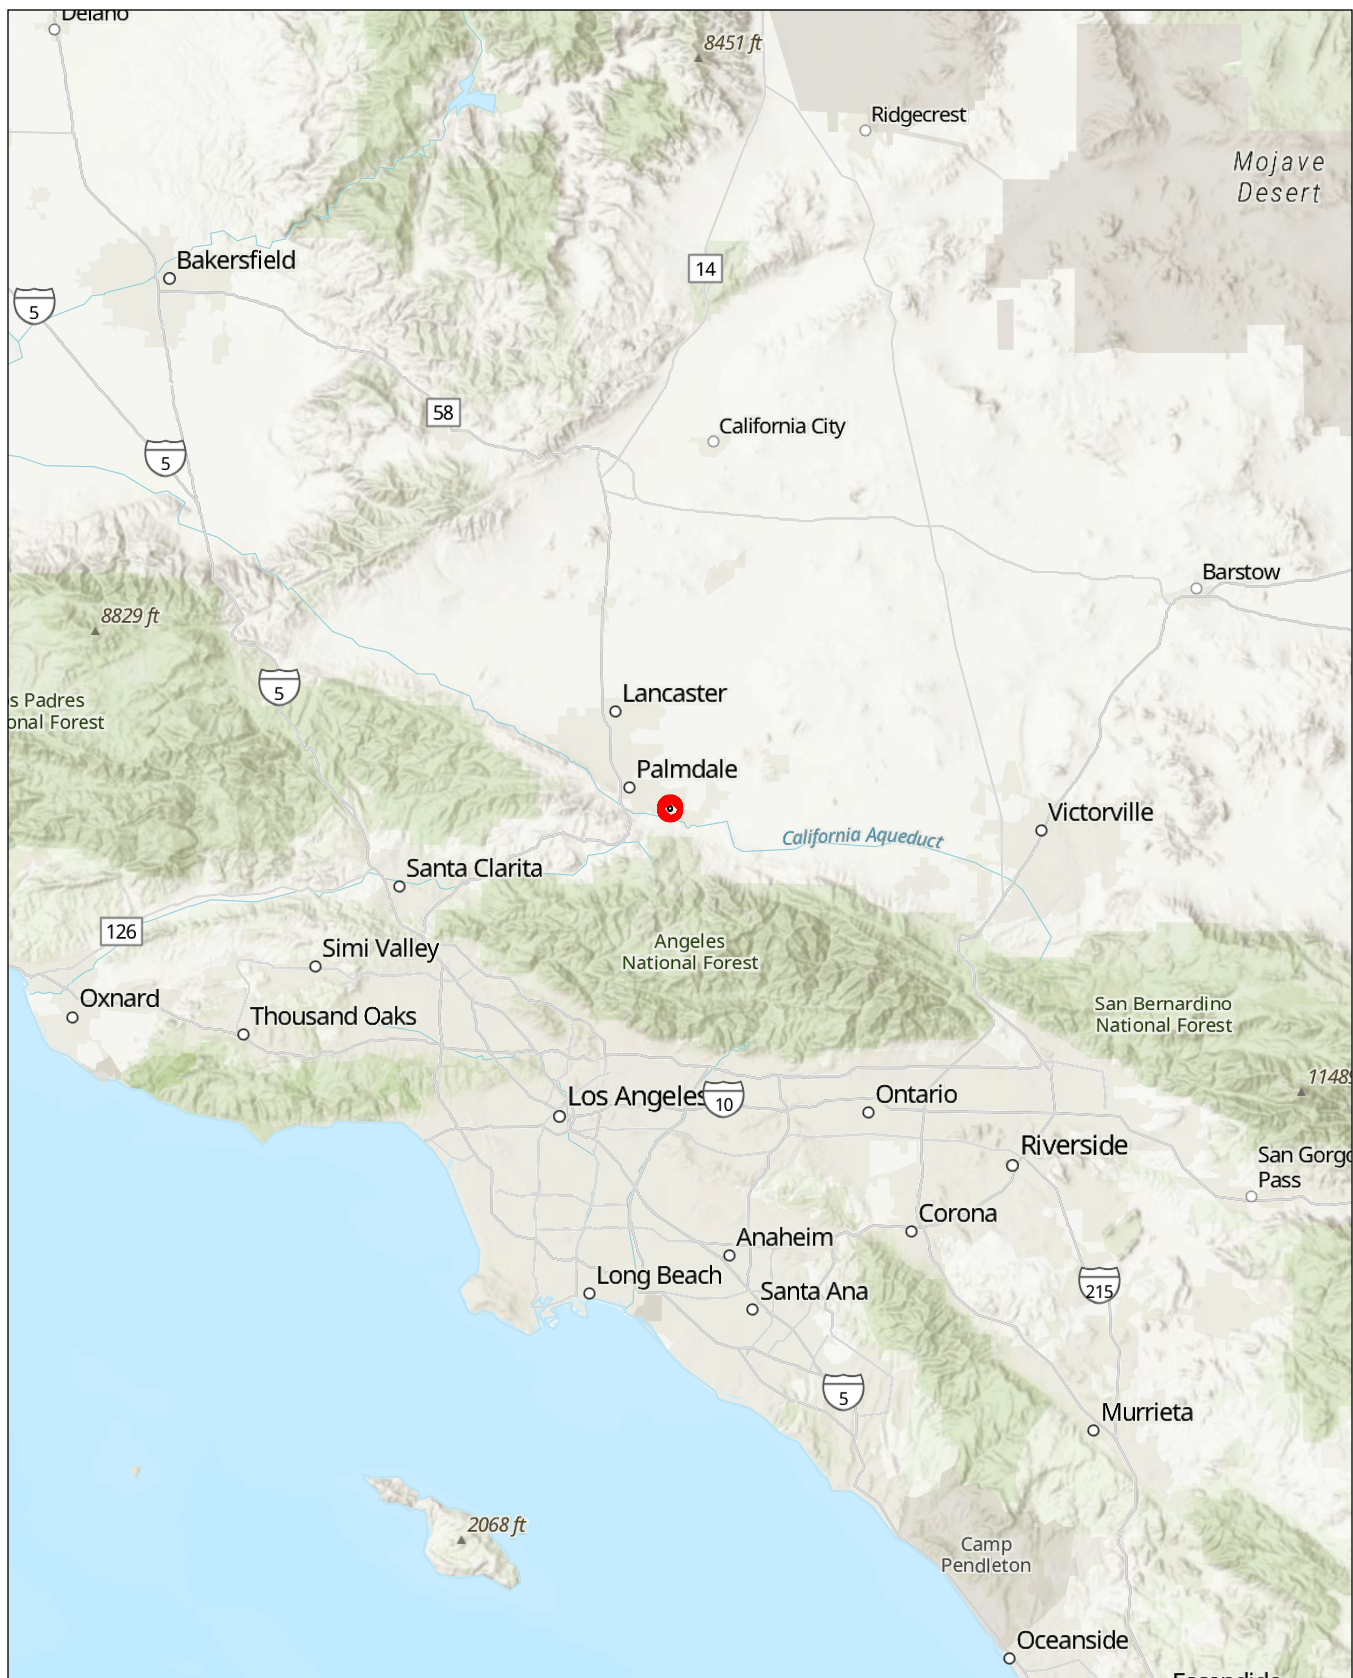 Delano
8451 ft
Ridgecrest
Mojave
Desert
Bakersfield
14
5
58
California City
5
Barstow
8829 ft
5
s Padres
onal Forest
Lancaster
Palmdale
Victorville
California Aqueduct
Santa Clarita
126
Simi Valley
Angeles
National Forest
Oxnard
Thousand Oaks
San Bernardino
National Forest
Los Angeles
10
Ontario
1148
Riverside
San Gorgo
Pass
Corona
Anaheim
Long Beach
Santa Ana
215
5
Murrieta
2068 ft
Camp
Pendleton
Oceanside